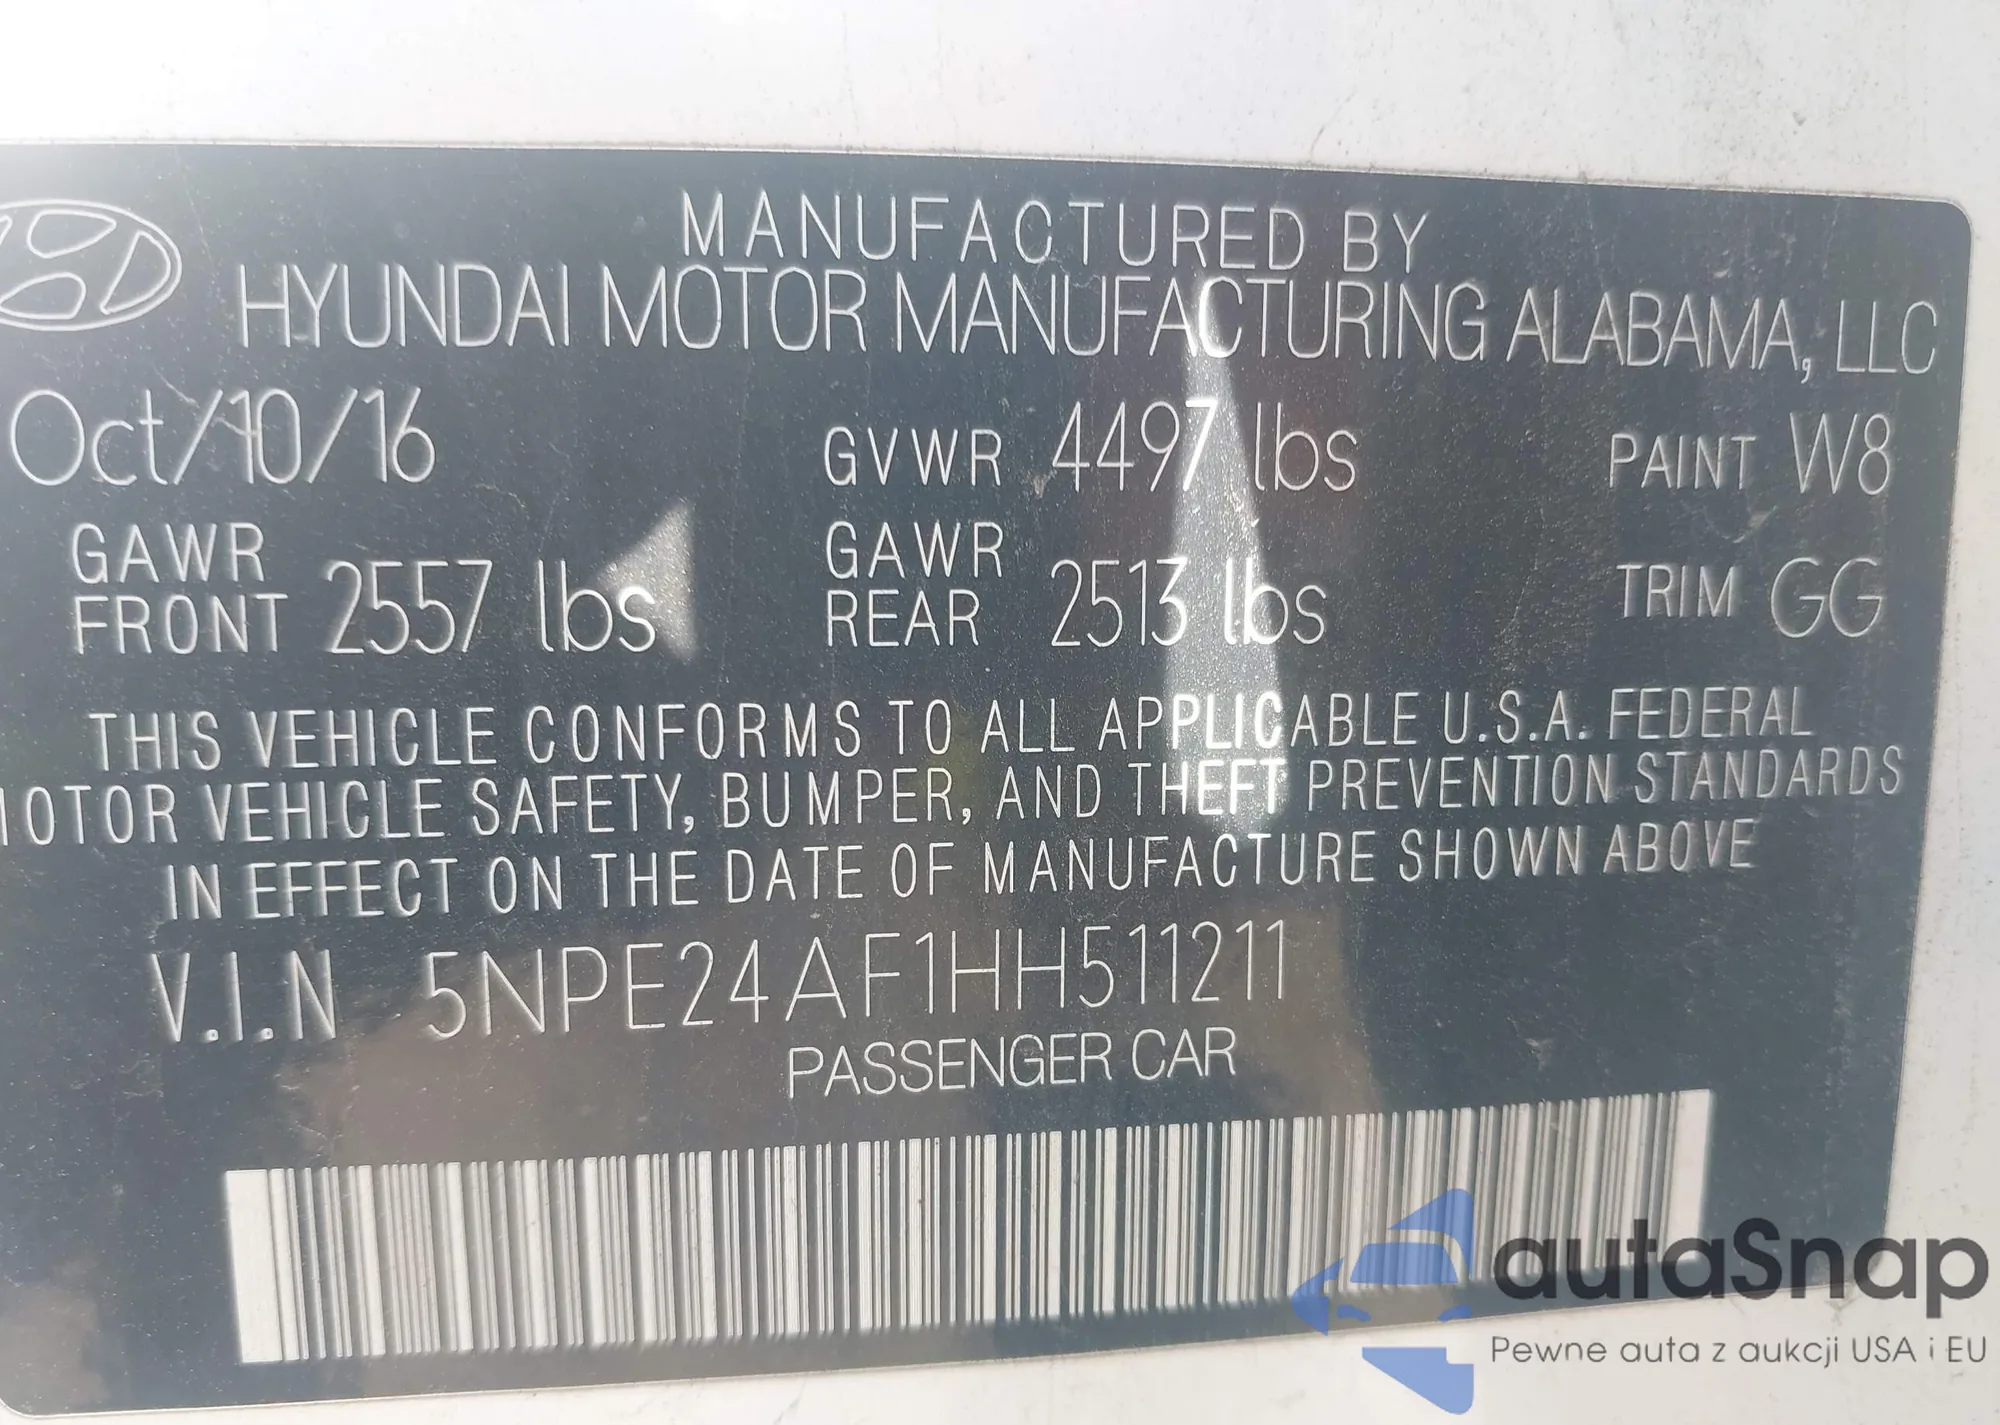 MANUFACTURED BY
HYUNDAI MOTOR MANUFACTURING ALABAMA, LLC
Oct/10/16 GVWR 4497 lbs PAINT W8
GAWR FRONT 2557 lbs GAWR REAR 2513 lbs TRIM GG
THIS VEHICLE CONFORMS TO ALL APPLICABLE U.S.A. FEDERAL
MOTOR VEHICLE SAFETY, BUMPER, AND THEFT PREVENTION STANDARDS
IN EFFECT ON THE DATE OF MANUFACTURE SHOWN ABOVE
V.I.N 5NPE24AF1HH511211
PASSENGER CAR
autaSnap
Pewne auta z aukcji USA i EU